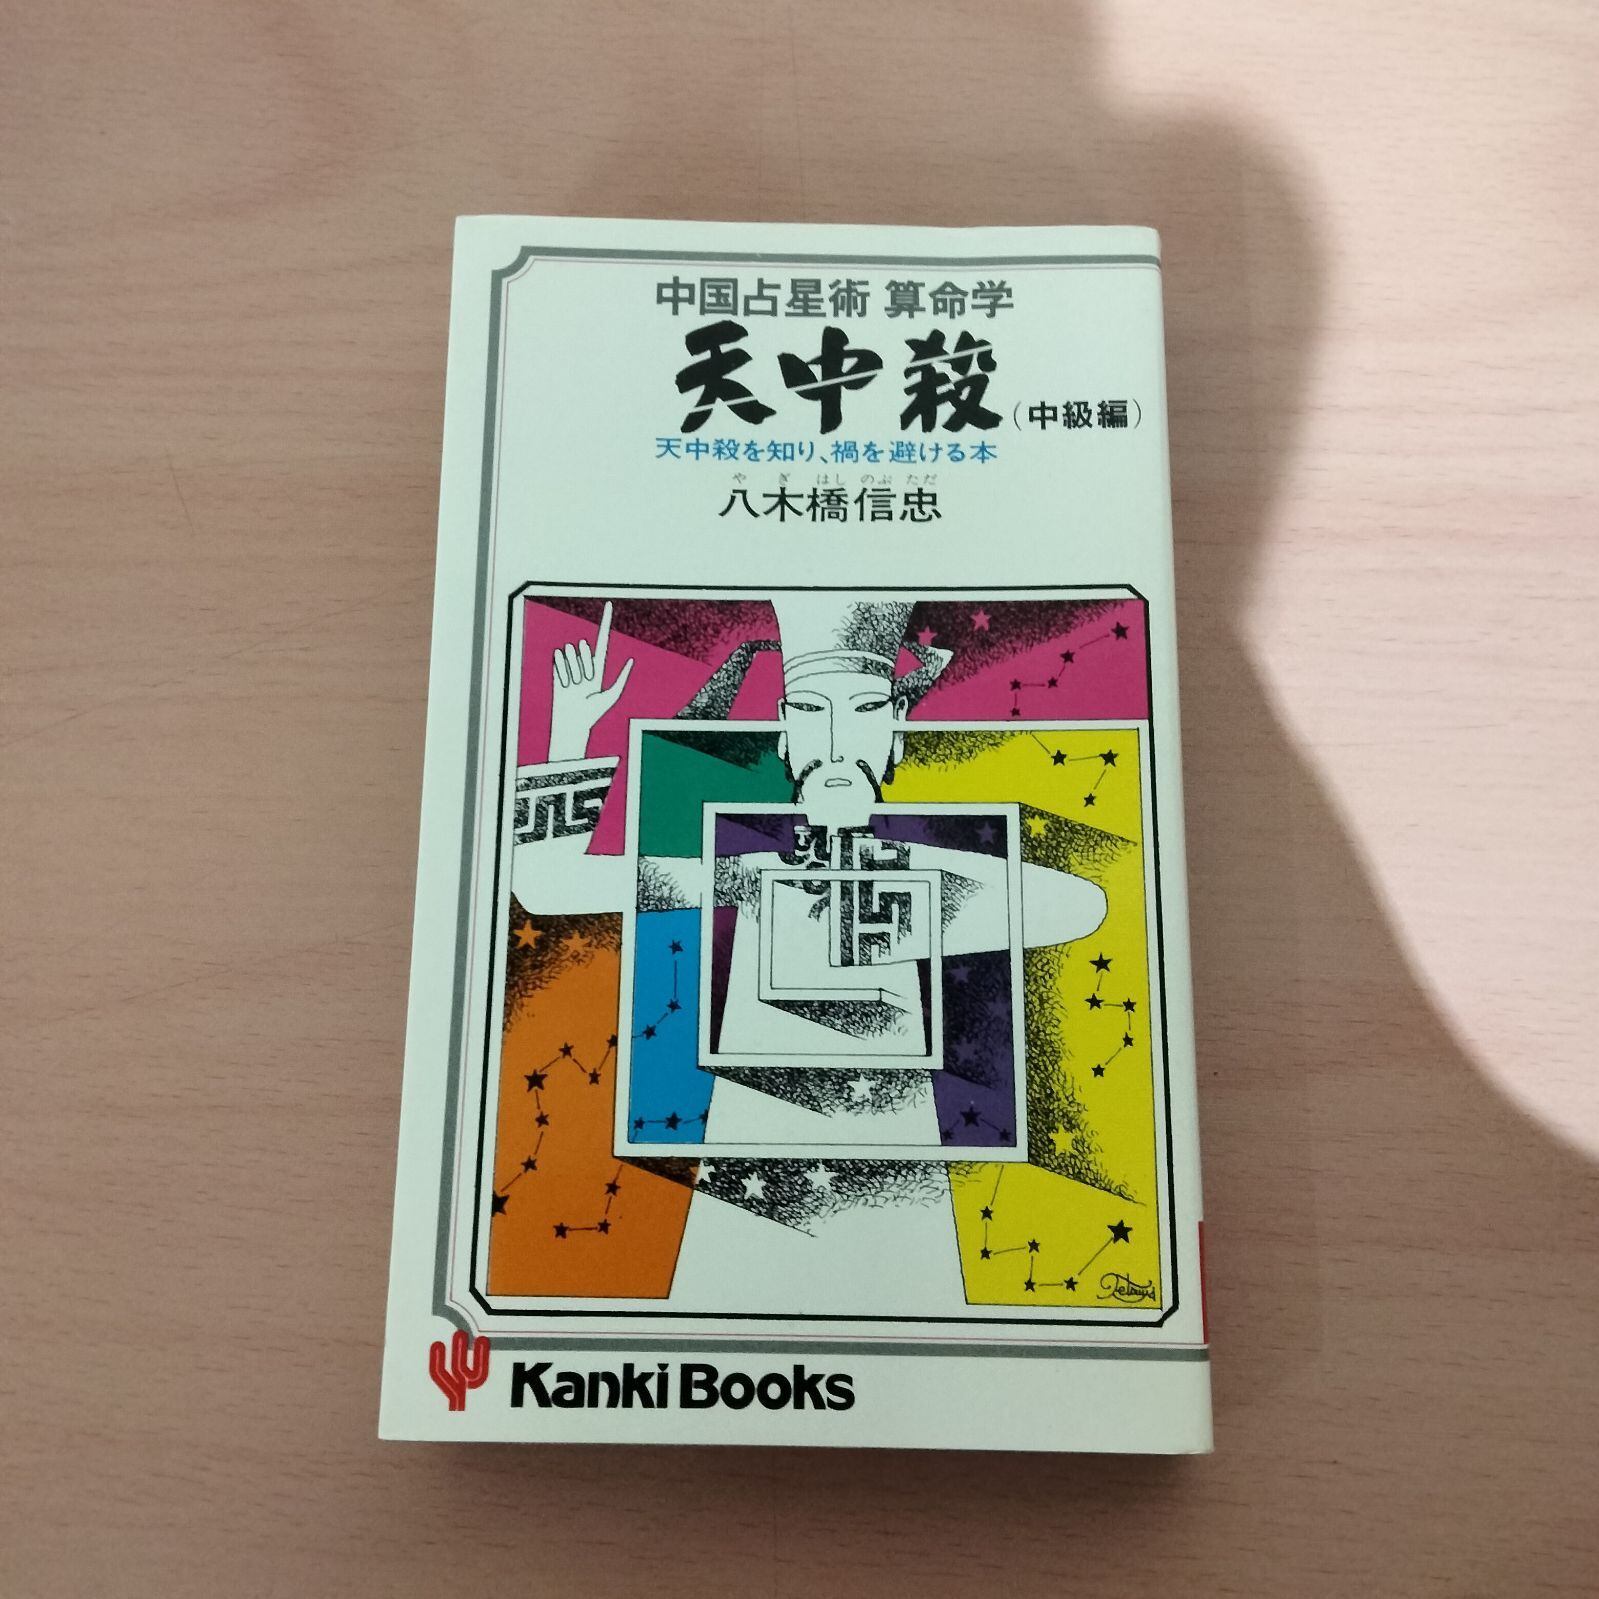 中国占星術 算命学
天中殺(中級編)
天中殺を知り、禍を避ける本
や ぎ はし のぶ ただ
八木橋信忠
Kanki Books